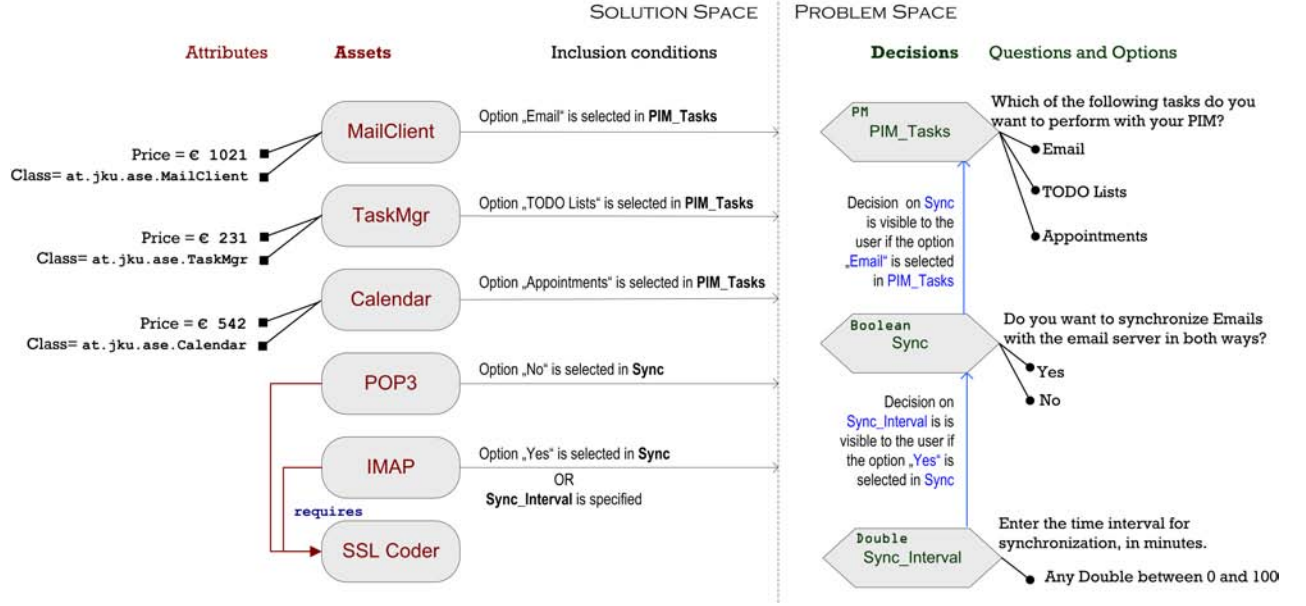 SOLUTION SPACE
PROBLEM SPACE
Attributes
Assets
Inclusion conditions
Decisions
Questions and Options
MailClient
Price = € 1021
Class= at.jku.ase.MailClient
Option „Email“ is selected in PIM_Tasks
TaskMgr
Price = € 231
Class= at.jku.ase.TaskMgr
Option „TODO Lists“ is selected in PIM_Tasks
Calendar
Price = € 542
Class= at.jku.ase.Calendar
Option „Appointments“ is selected in PIM_Tasks
POP3
Option „No“ is selected in Sync
IMAP
Option „Yes“ is selected in Sync
OR
Sync_Interval is specified
requires
SSL Coder
PM
PIM_Tasks
Which of the following tasks do you
want to perform with your PIM?
Email
TODO Lists
Appointments
Decision on Sync
is visible to the
user if the option
„Email“ is selected
in PIM_Tasks
Boolean
Sync
Do you want to synchronize Emails
with the email server in both ways?
Yes
No
Decision on
Sync_Interval is is
visible to the user if
the option „Yes“ is
selected in Sync
Double
Sync_Interval
Enter the time interval for
synchronization, in minutes.
Any Double between 0 and 100